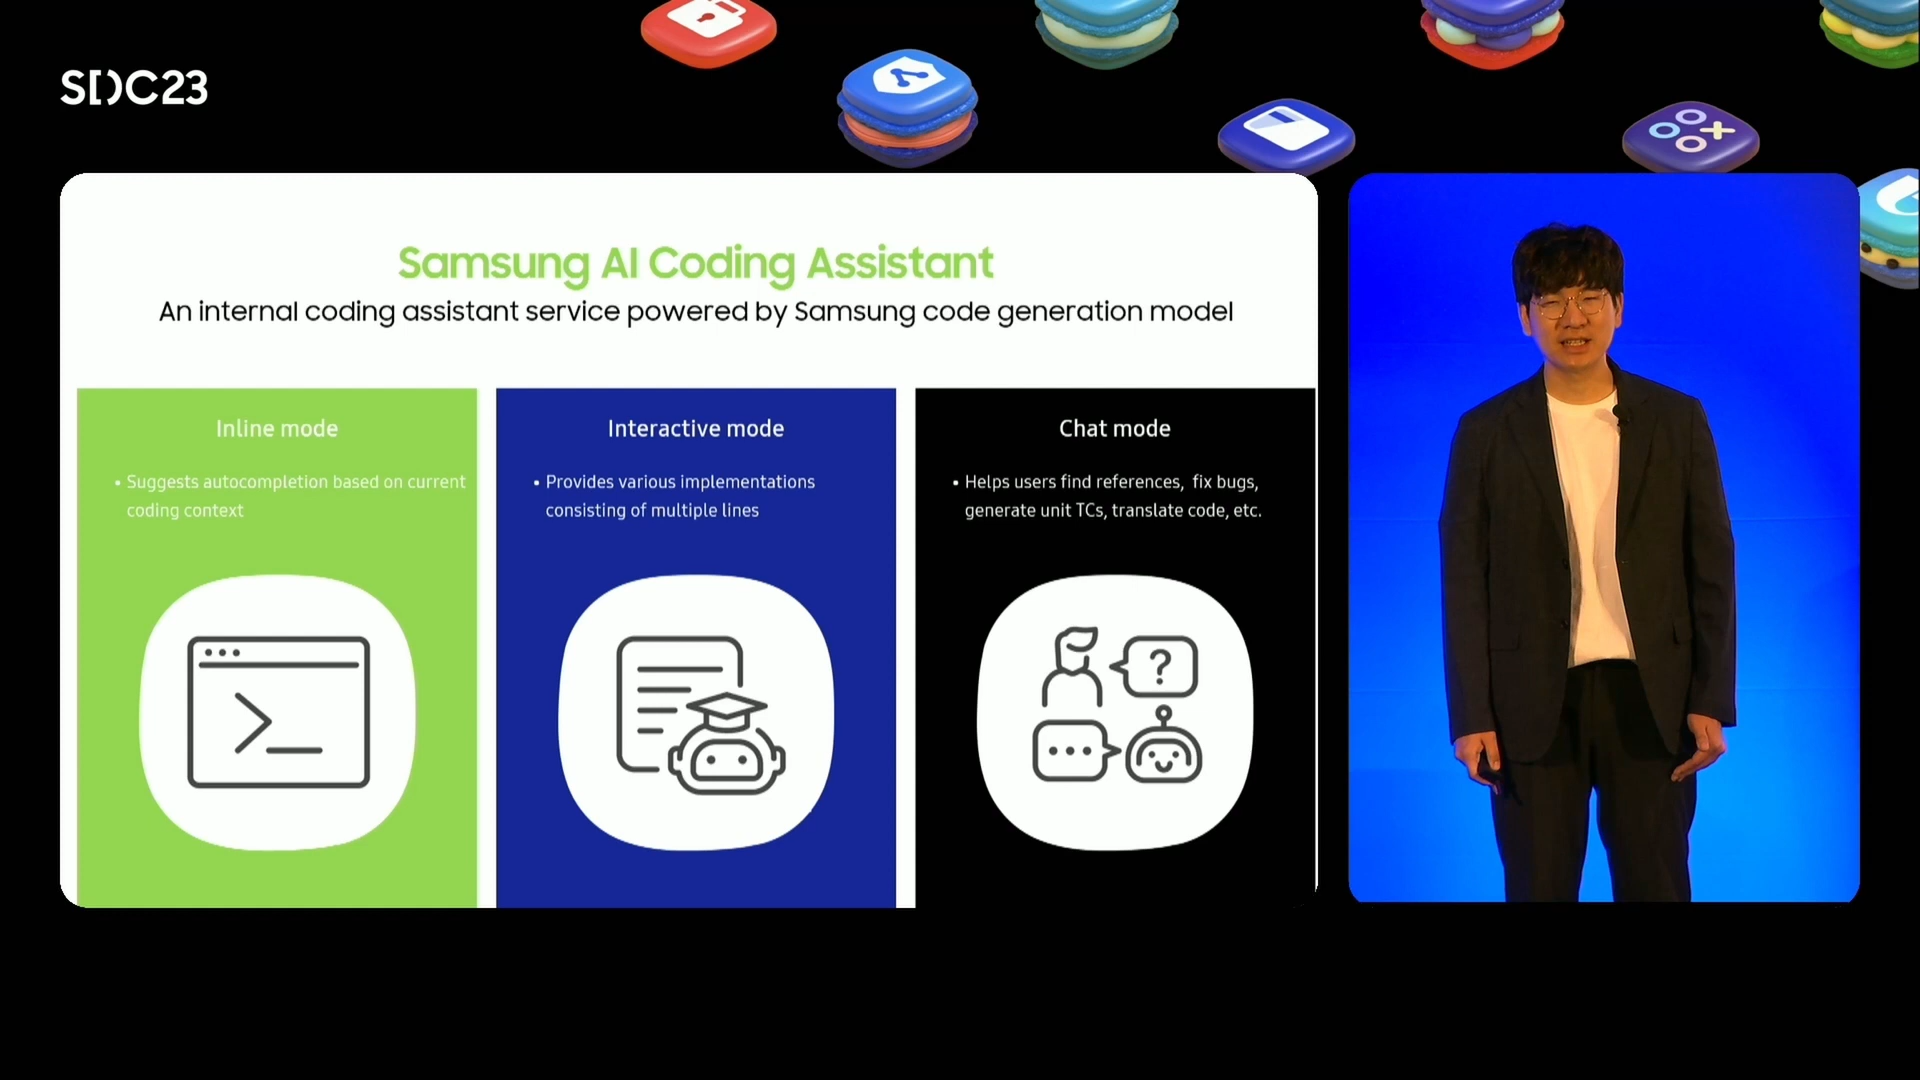 SDC23
Samsung AI Coding Assistant
An internal coding assistant service powered by Samsung code generation model
Inline mode
• Suggests autocompletion based on current
coding context
Interactive mode
• Provides various implementations
consisting of multiple lines
Chat mode
• Helps users find references, fix bugs,
generate unit TCs, translate code, etc.
?